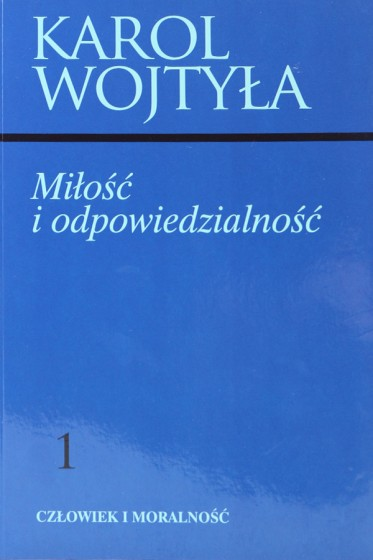 KAROL
WOJTYŁA
Miłość
i odpowiedzialność
1
CZŁOWIEK I MORALNOŚĆ